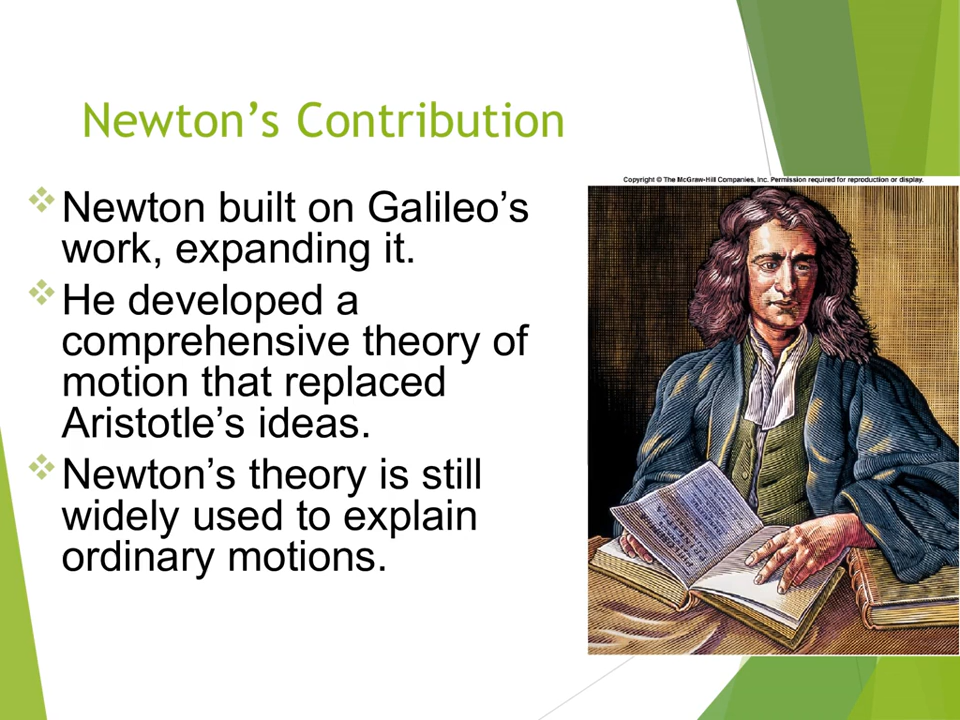 Newton’s Contribution
Copyright © The McGraw-Hill Companies, Inc. Permission required for reproduction or display.
Newton built on Galileo’s
work, expanding it.
He developed a
comprehensive theory of
motion that replaced
Aristotle’s ideas.
Newton’s theory is still
widely used to explain
ordinary motions.